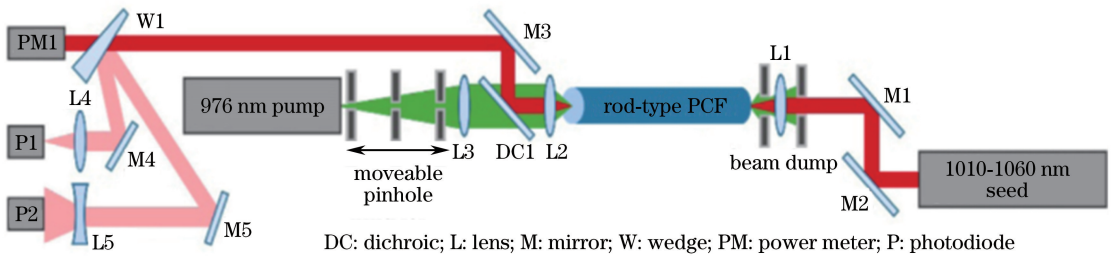 W1
PM1
M3
L4
976 nm pump
L1
rod-type PCF
M1
P1
M4
L3
DC1
L2
beam dump
moveable
pinhole
1010-1060 nm
seed
M2
P2
L5
M5
DC: dichroic; L: lens; M: mirror; W: wedge; PM: power meter; P: photodiode